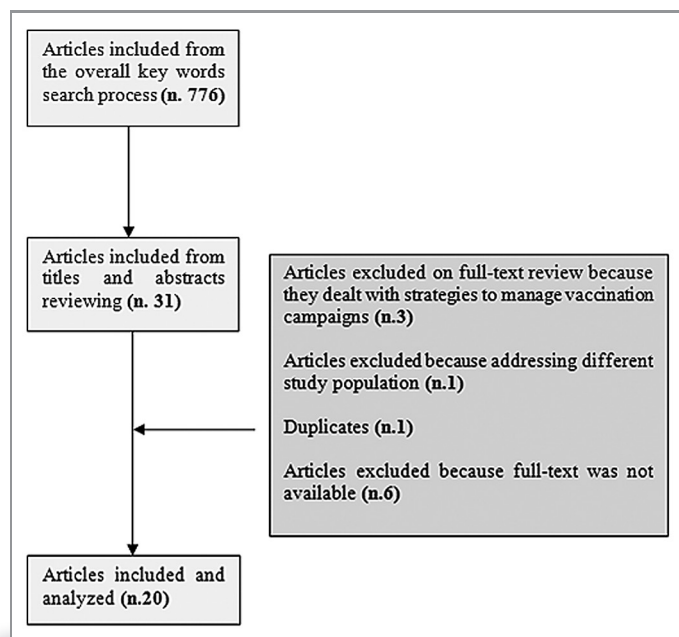 Articles included from
the overall key words
search process (n. 776)
Articles included from
titles and abstracts
reviewing (n. 31)
Articles excluded on full-text review because
they dealt with strategies to manage vaccination
campaigns (n.3)
Articles excluded because addressing different
study population (n.1)
Duplicates (n.1)
Articles excluded because full-text was not
available (n.6)
Articles included and
analyzed (n.20)